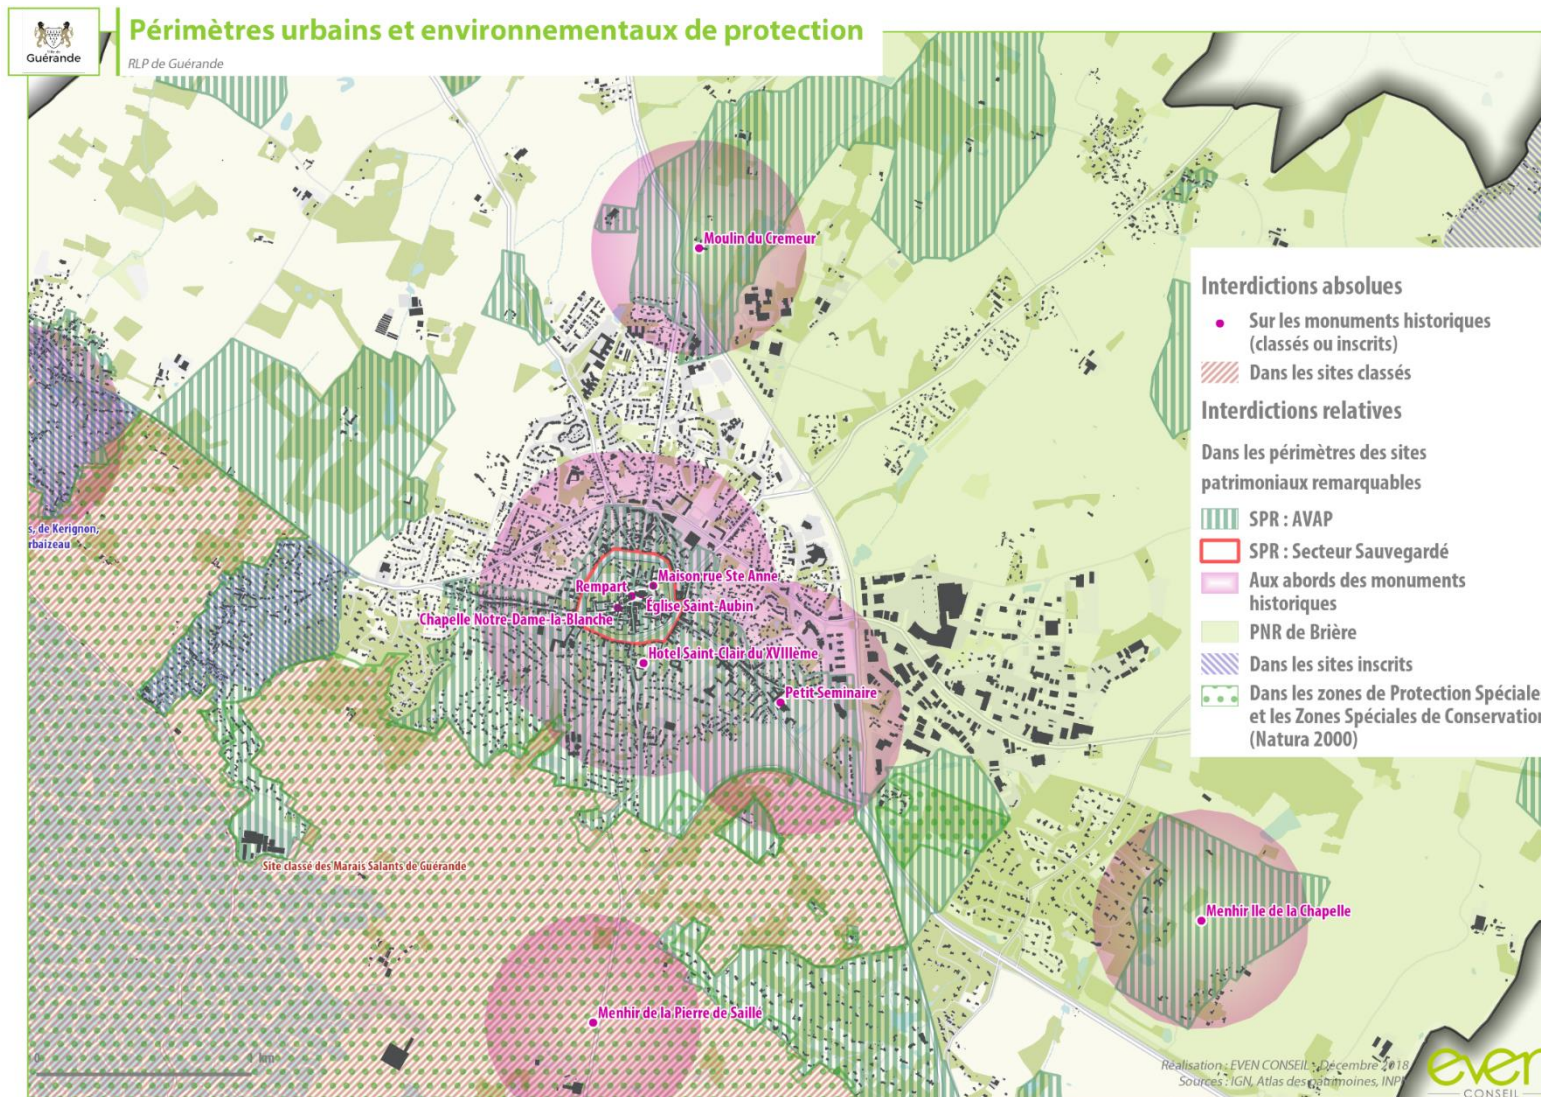 Périmètres urbains et environnementaux de protection
Ville de
Guérande
RLP de Guérande
Moulin du Cremeur
Interdictions absolues
Sur les monuments historiques
(classés ou inscrits)
Dans les sites classés
Interdictions relatives
Dans les périmètres des sites
patrimoniaux remarquables
SPR : AVAP
SPR : Secteur Sauvegardé
Aux abords des monuments
historiques
PNR de Brière
Dans les sites inscrits
Dans les zones de Protection Spéciale
et les Zones Spéciales de Conservation
(Natura 2000)
s, de Kerignon,
rbaizeau
Maison rue Ste Anne
Rempart
Église Saint-Aubin
Chapelle Notre-Dame-la-Blanche
Hotel Saint-Clair du XVIIIème
Petit Seminaire
Site classé des Marais Salants de Guérande
Menhir Ile de la Chapelle
Menhir de la Pierre de Saillé
0 1 km
Réalisation : EVEN CONSEIL - Décembre 2018
Sources : IGN, Atlas des patrimoines, INP
even
CONSEIL